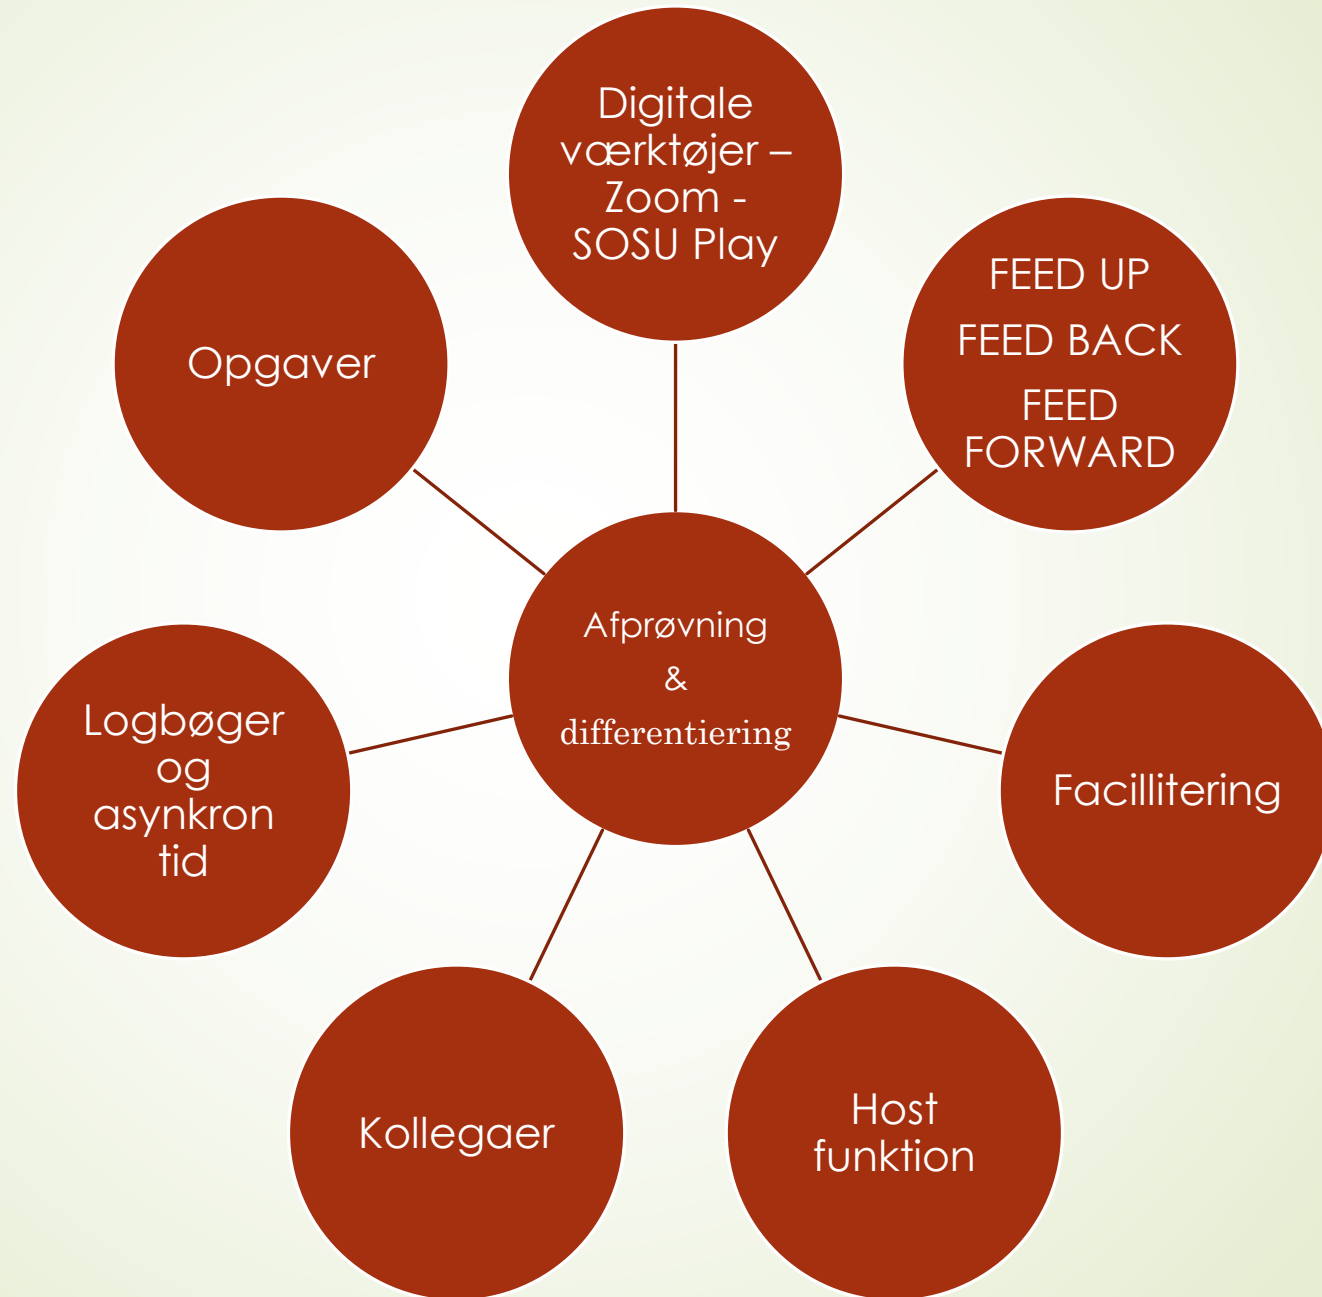 Digitale
værktøjer –
Zoom -
SOSU Play
FEED UP
FEED BACK
FEED
FORWARD
Facillitering
Host
funktion
Kollegaer
Logbøger
og
asynkron
tid
Opgaver
Afprøvning
&
differentiering